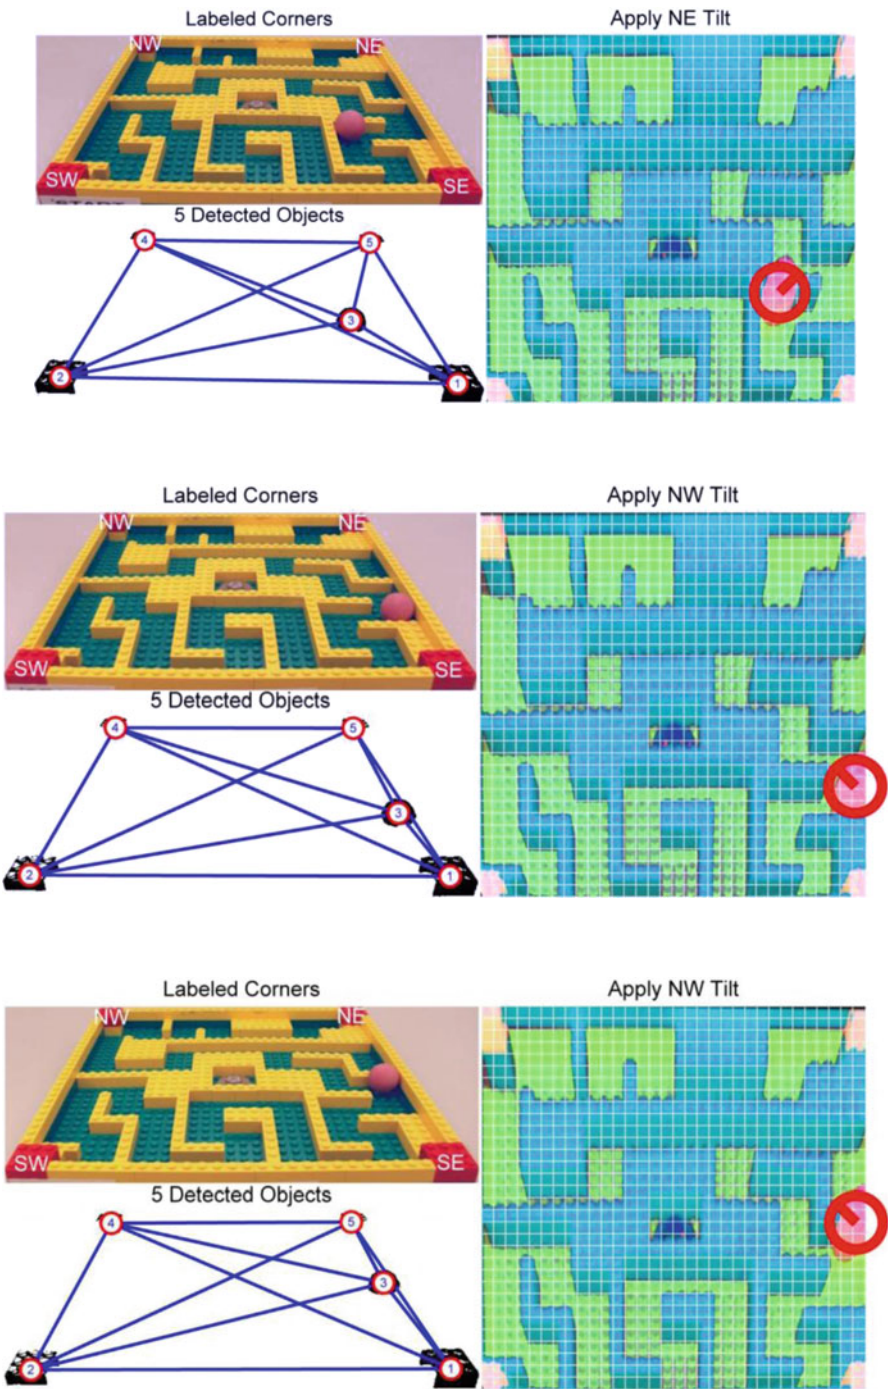 Labeled Corners
Apply NE Tilt
NW
NE
SW
SE
START
5 Detected Objects
4
5
3
2
1
Labeled Corners
Apply NW Tilt
NW
NE
SW
SE
5 Detected Objects
4
5
3
2
1
Labeled Corners
Apply NW Tilt
NW
NE
SW
SE
5 Detected Objects
4
5
3
2
1